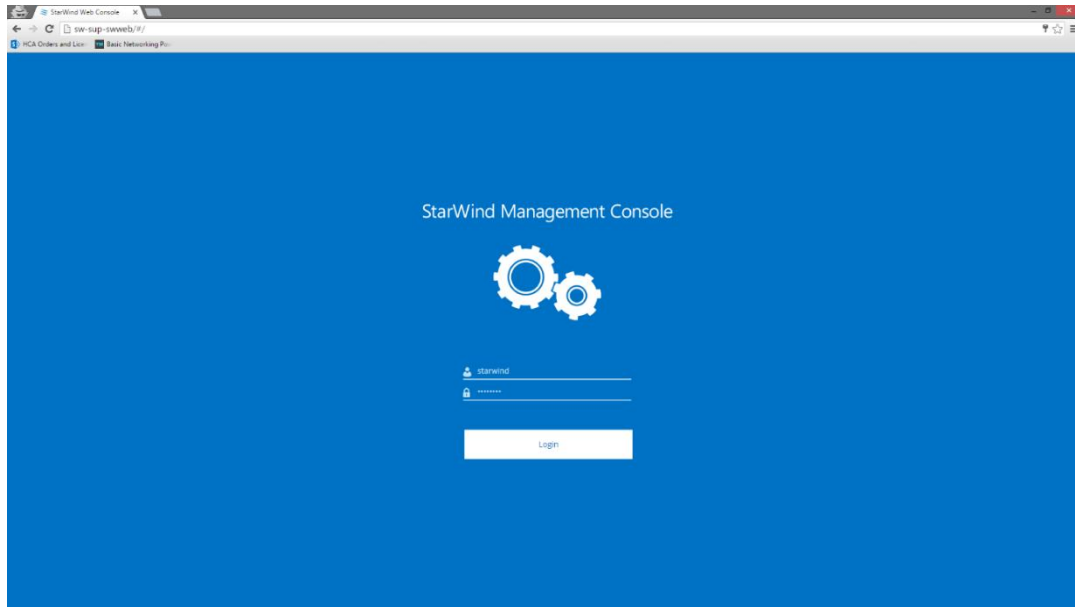 StarWind Web Console
sw-sup-swweb/#/
HCA Orders and Lice
Basic Networking Po
StarWind Management Console
starwind
Login